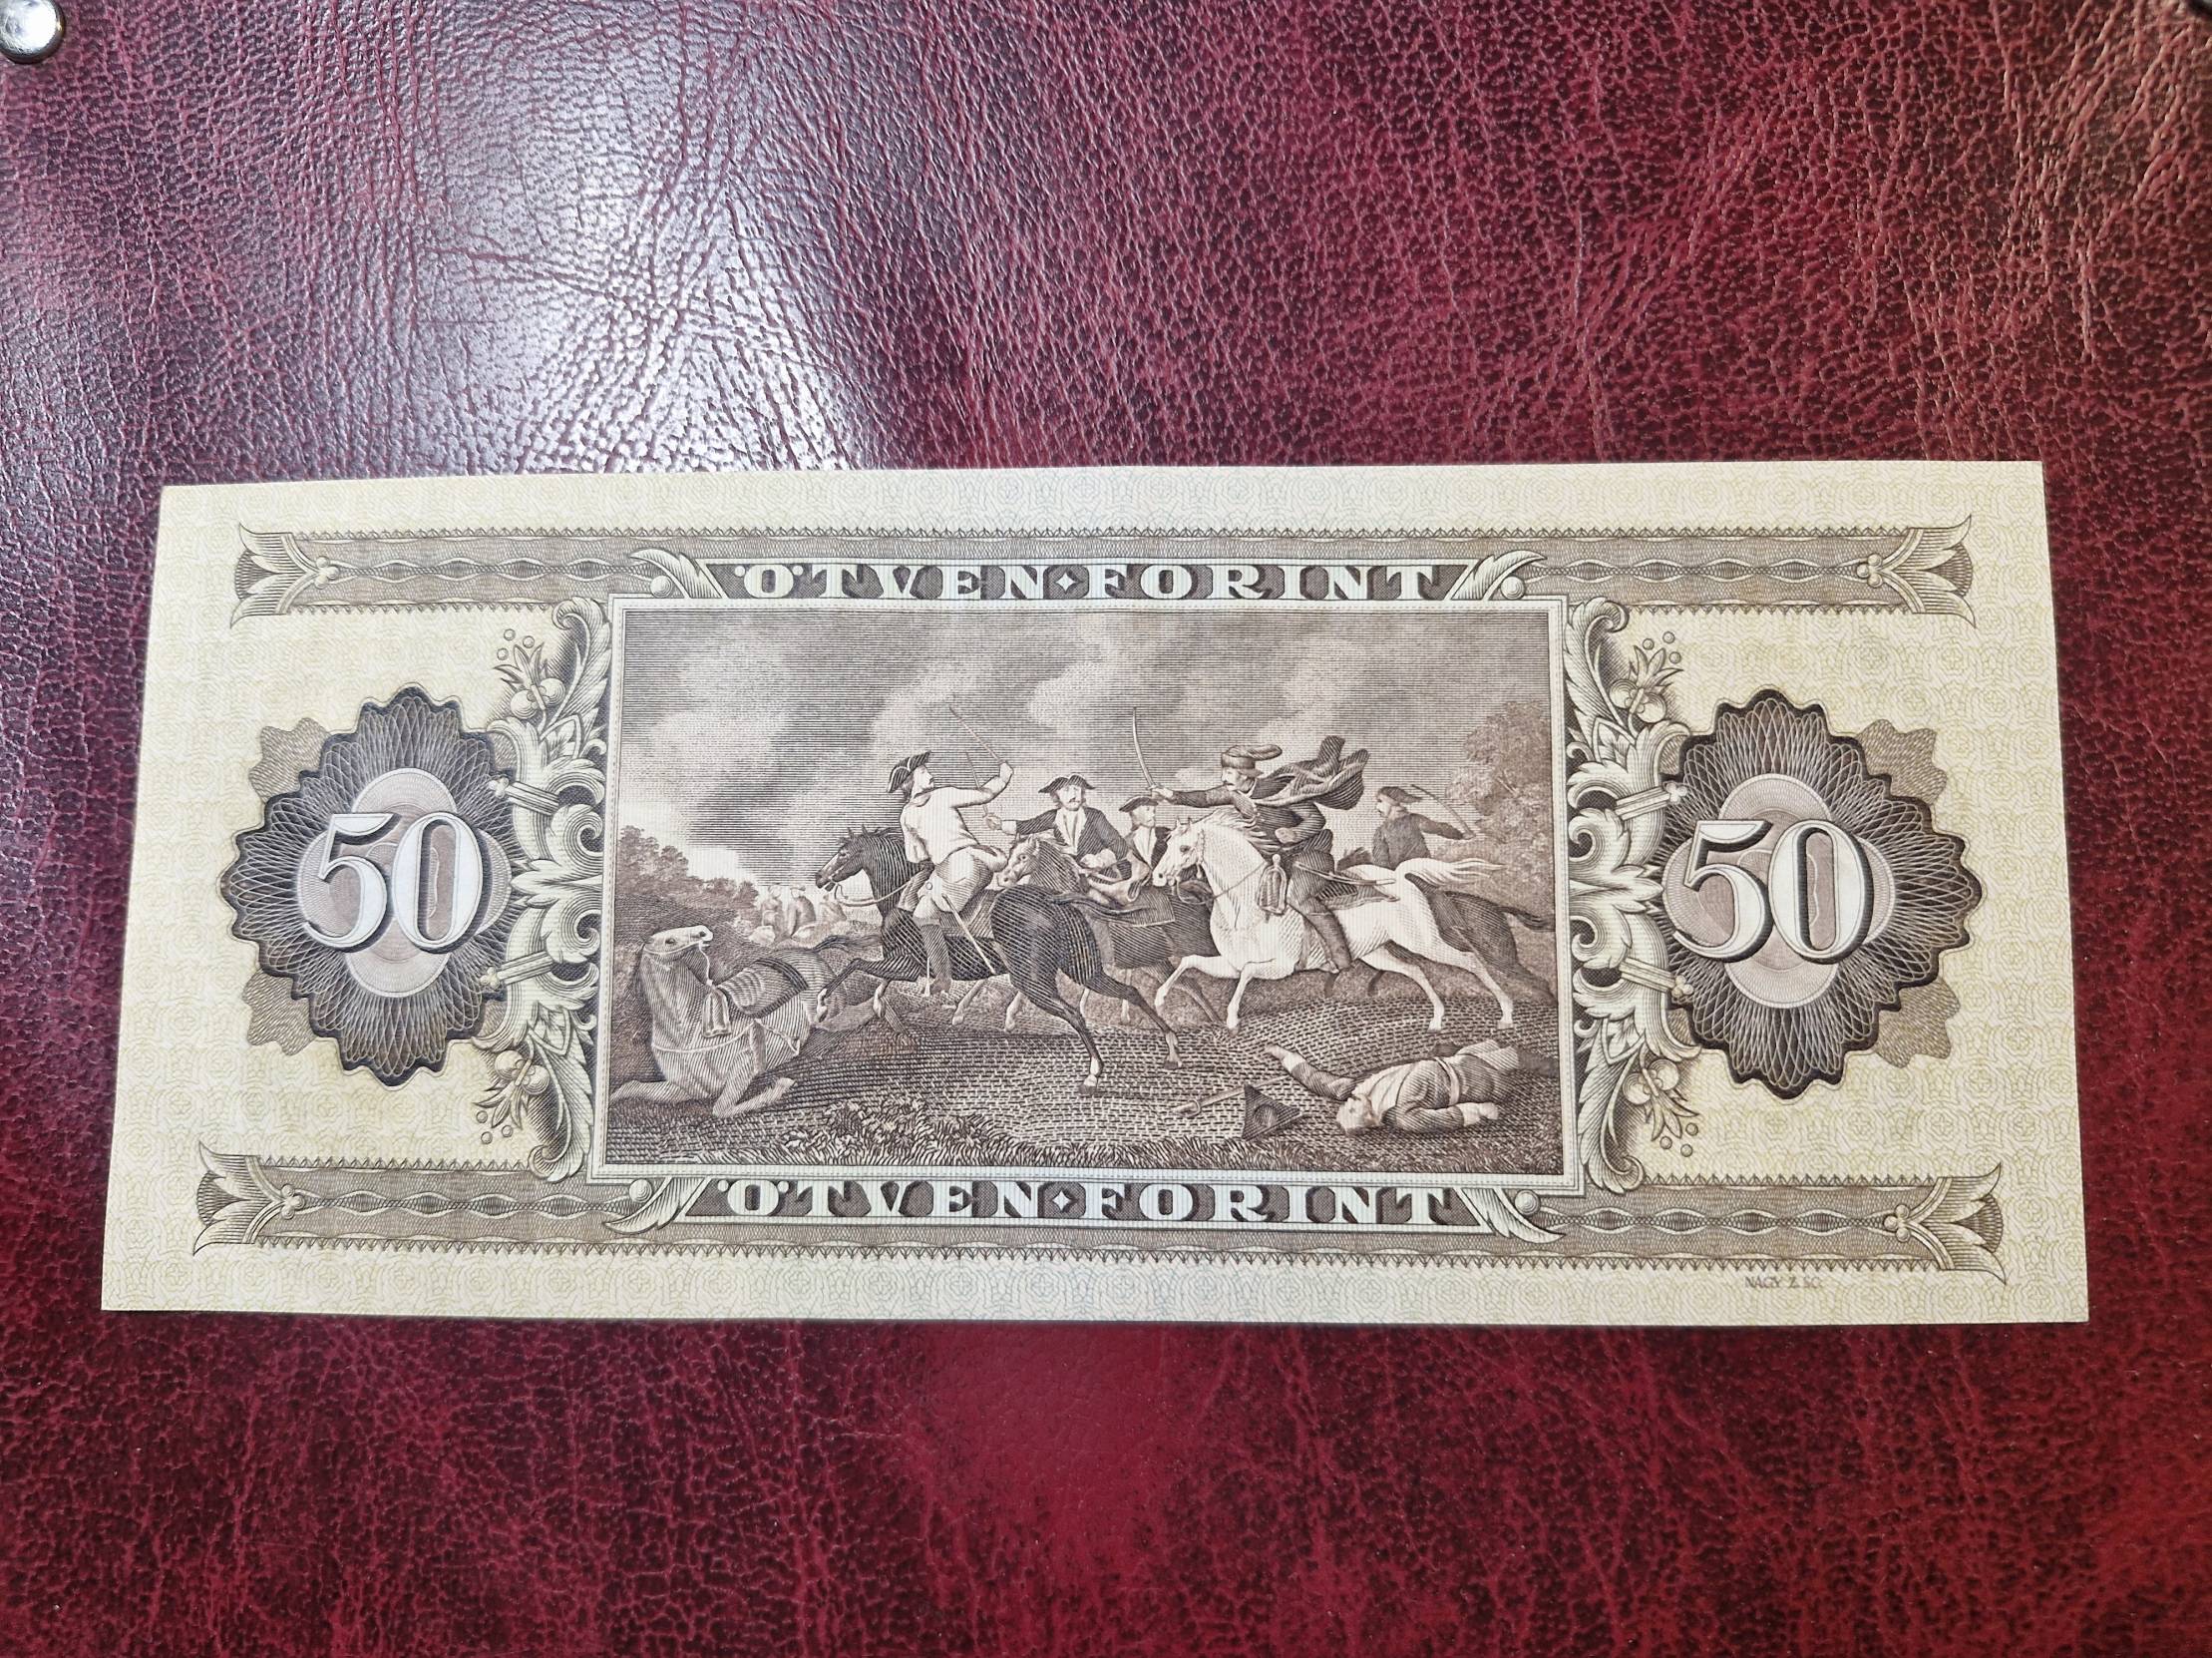 ÖTVEN FORINT
50
50
ÖTVEN FORINT
NAGY Z. SC.